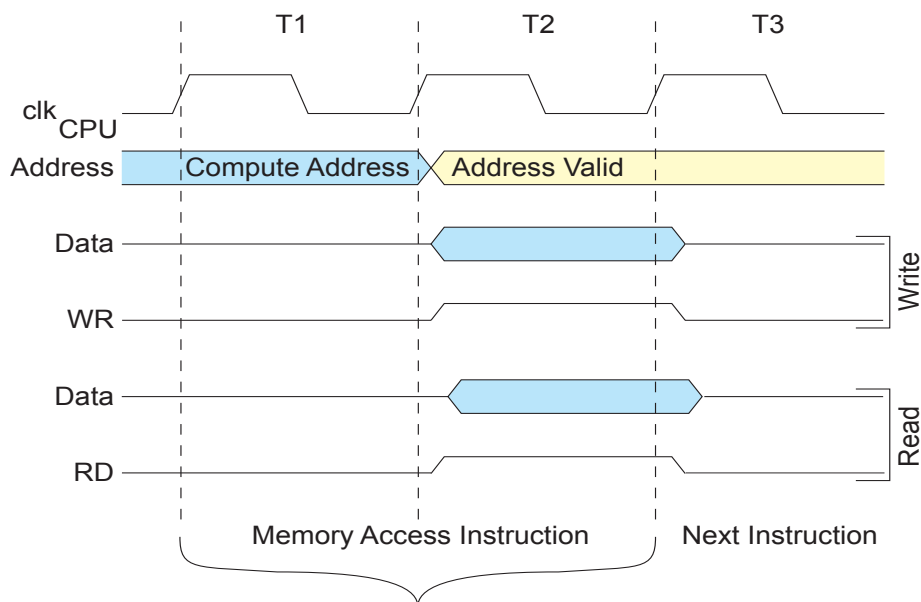 T1 T2 T3
clk
CPU
Address Compute Address Address Valid
Data
WR
Write
Data
RD
Read
Memory Access Instruction Next Instruction